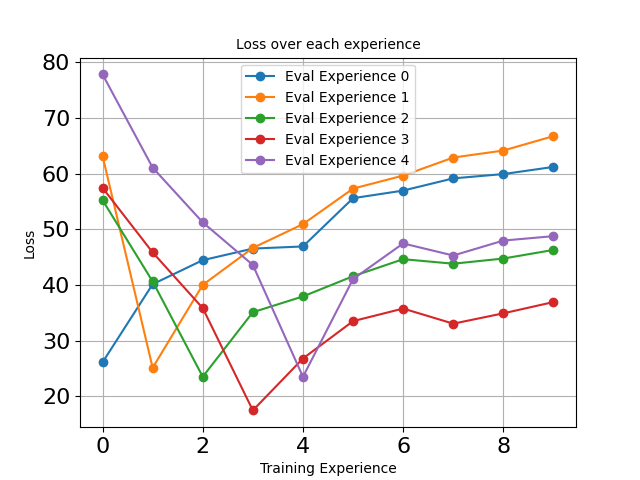 Loss over each experience
80
70
60
50
40
30
20
Loss
Eval Experience 0
Eval Experience 1
Eval Experience 2
Eval Experience 3
Eval Experience 4
0 2 4 6 8
Training Experience